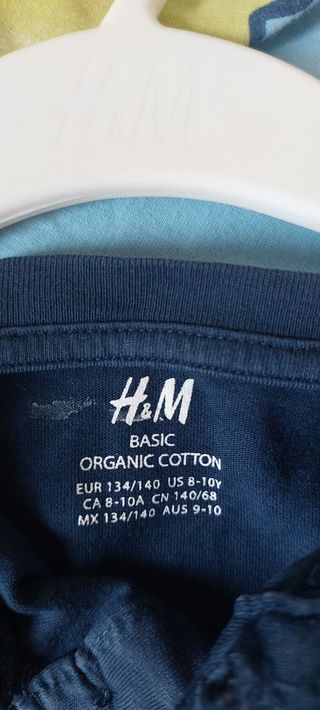 H&M
H&M
BASIC
ORGANIC COTTON
EUR 134/140 US 8-10Y
CA 8-10A CN 140/68
MX 134/140 AUS 9-10